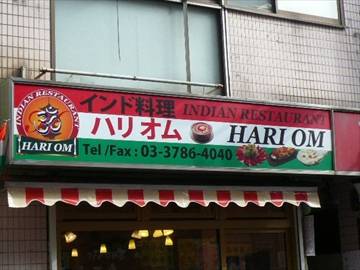 INDIAN RESTAURANT
ॐ
HARI OM
インド料理 INDIAN RESTAURANT
ハリ オム HARI OM
Tel /Fax : 03-3786-4040